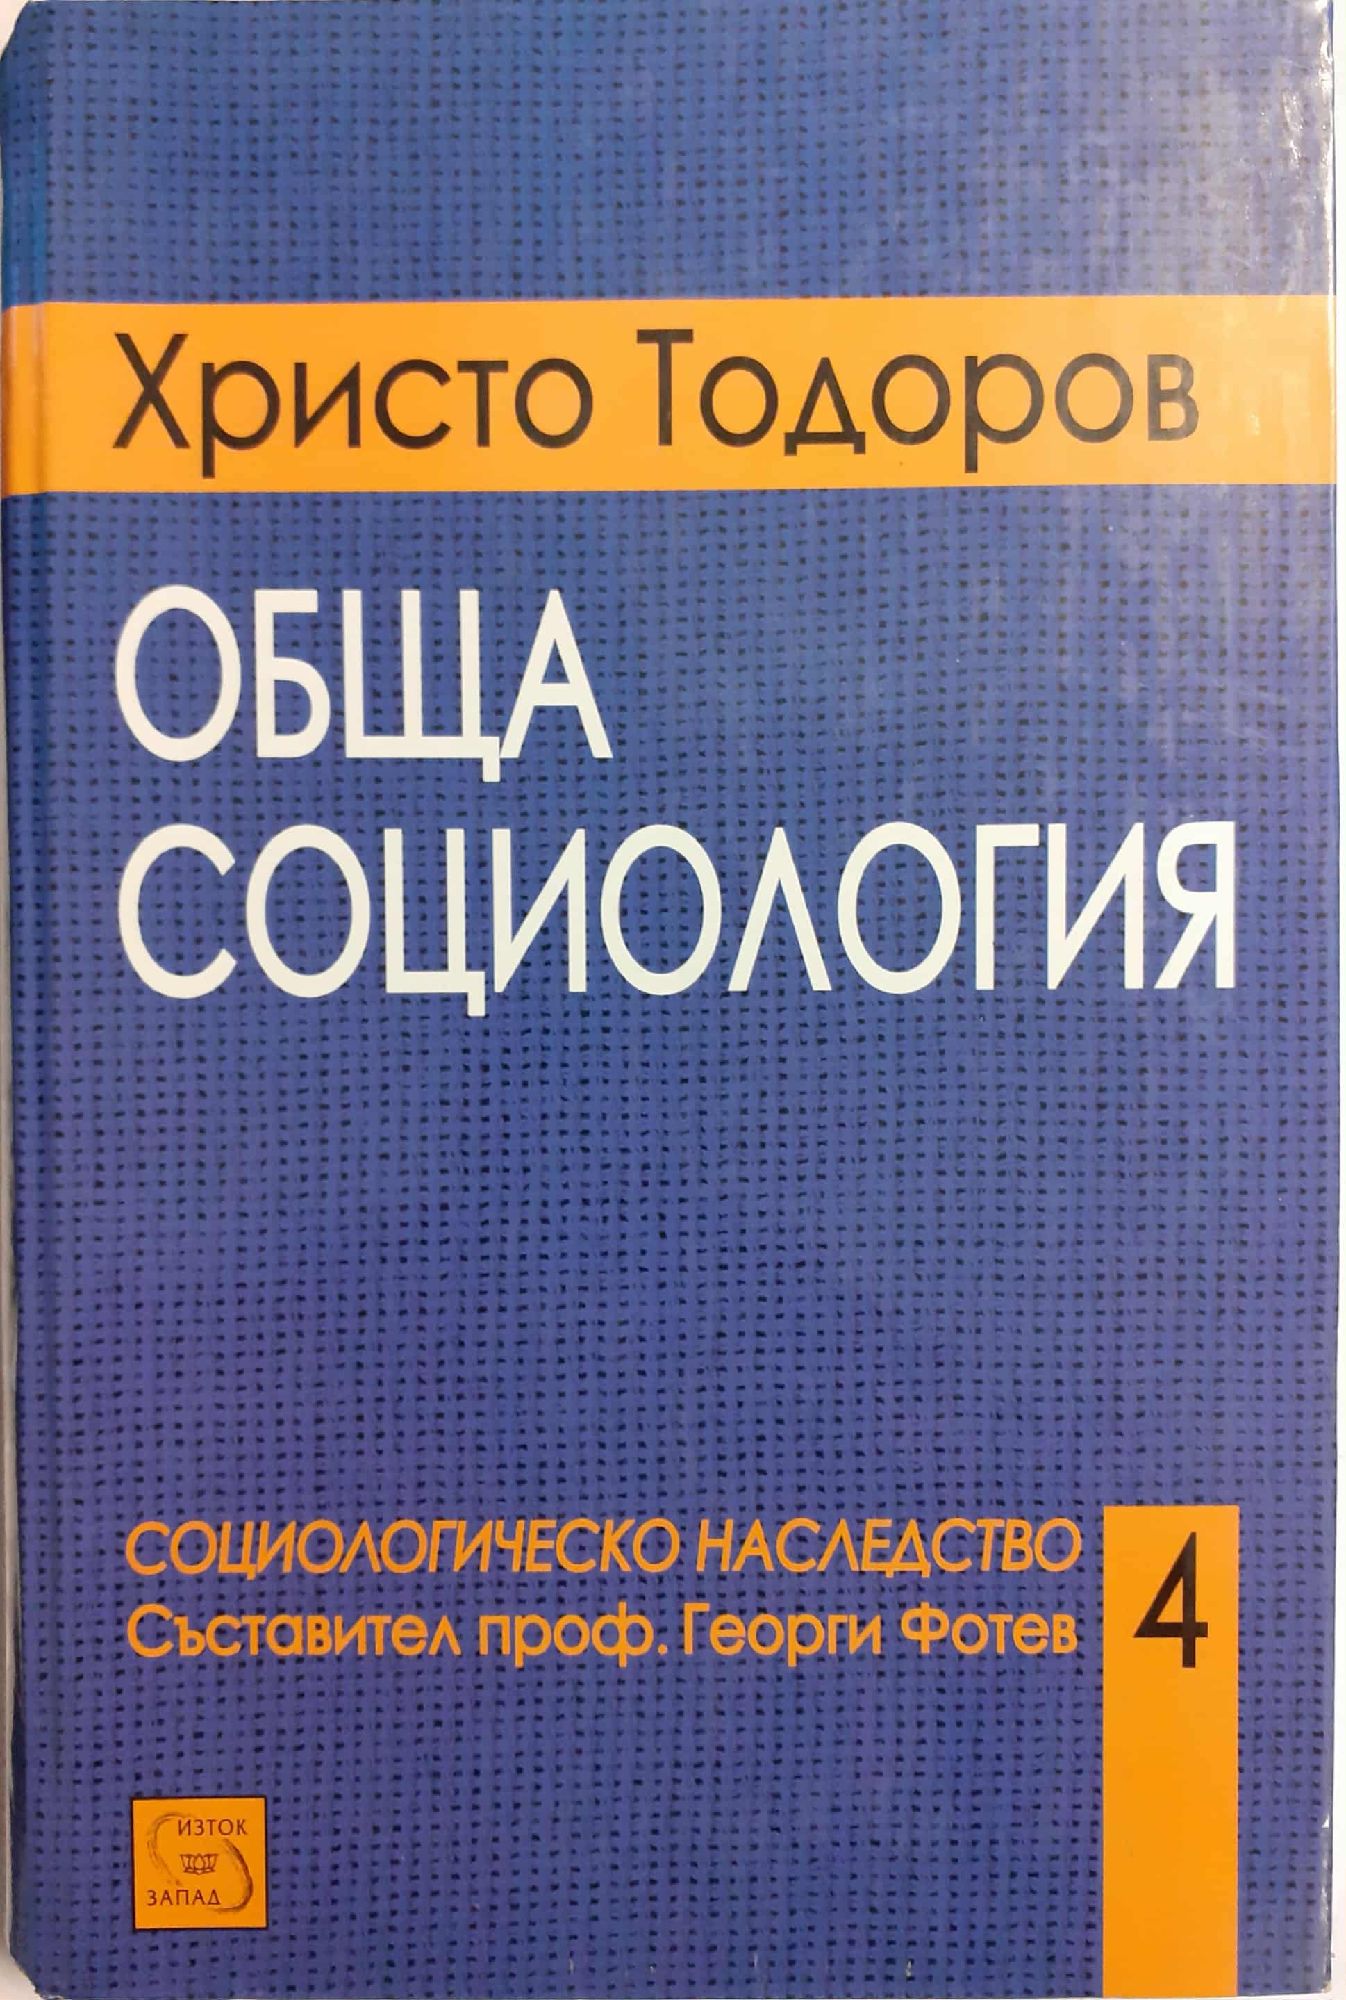 Христо Тодоров
ОБЩА
СОЦИОЛОГИЯ
СОЦИОЛОГИЧЕСКО НАСЛЕДСТВО
Съставител проф. Георги Фотев
4
ИЗТОК
ЗАПАД